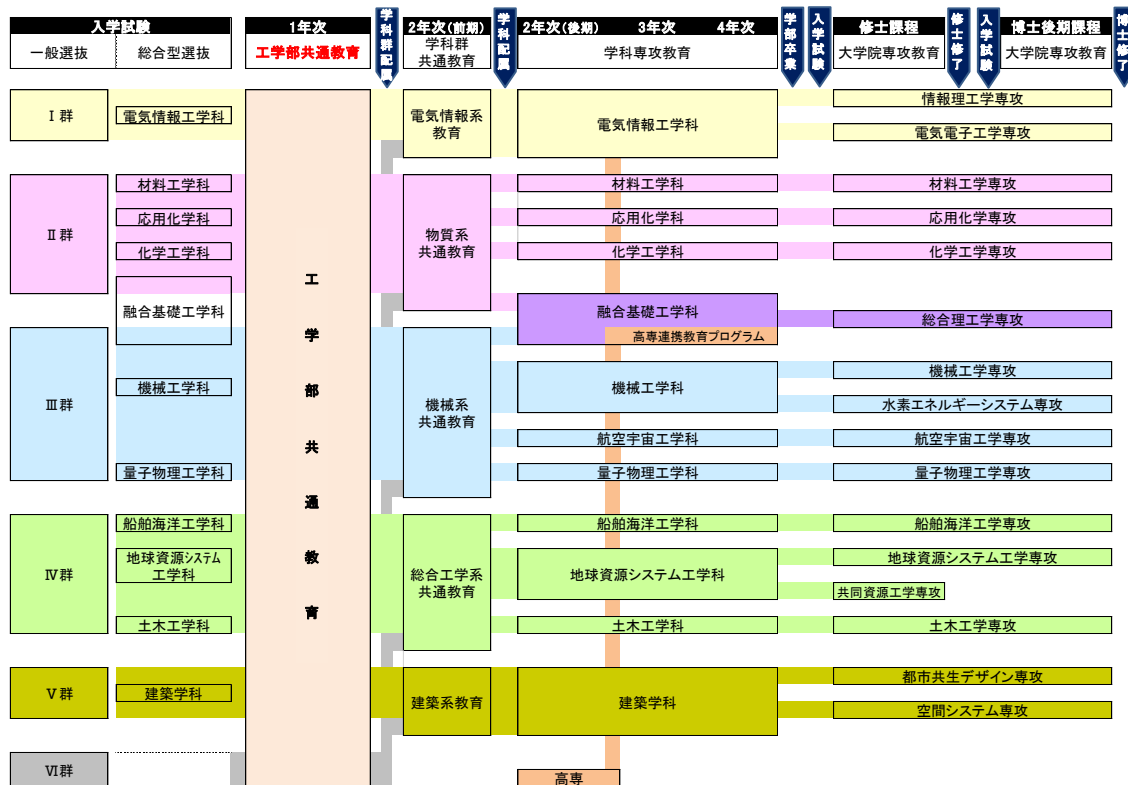 入学試験
一般選抜
総合型選抜
1年次
工学部共通教育
学科群配属
2年次(前期)
学科群
共通教育
学科配属
2年次(後期)
3年次
4年次
学科専攻教育
学部卒業
入学試験
修士課程
大学院専攻教育
修士修了
入学試験
博士後期課程
大学院専攻教育
博士修了
Ⅰ群
電気情報工学科
電気情報系
教育
電気情報工学科
情報理工学専攻
電気電子工学専攻
Ⅱ群
材料工学科
応用化学科
化学工学科
融合基礎工学科
物質系
共通教育
材料工学科
応用化学科
化学工学科
融合基礎工学科
高専連携教育プログラム
材料工学専攻
応用化学専攻
化学工学専攻
総合理工学専攻
工学部共通教育
Ⅲ群
機械工学科
量子物理工学科
機械系
共通教育
機械工学科
航空宇宙工学科
量子物理工学科
機械工学専攻
水素エネルギーシステム専攻
航空宇宙工学専攻
量子物理工学専攻
Ⅳ群
船舶海洋工学科
地球資源システム
工学科
土木工学科
総合工学系
共通教育
船舶海洋工学科
地球資源システム工学科
土木工学科
船舶海洋工学専攻
地球資源システム工学専攻
共同資源工学専攻
土木工学専攻
Ⅴ群
建築学科
建築系教育
建築学科
都市共生デザイン専攻
空間システム専攻
Ⅵ群
高専